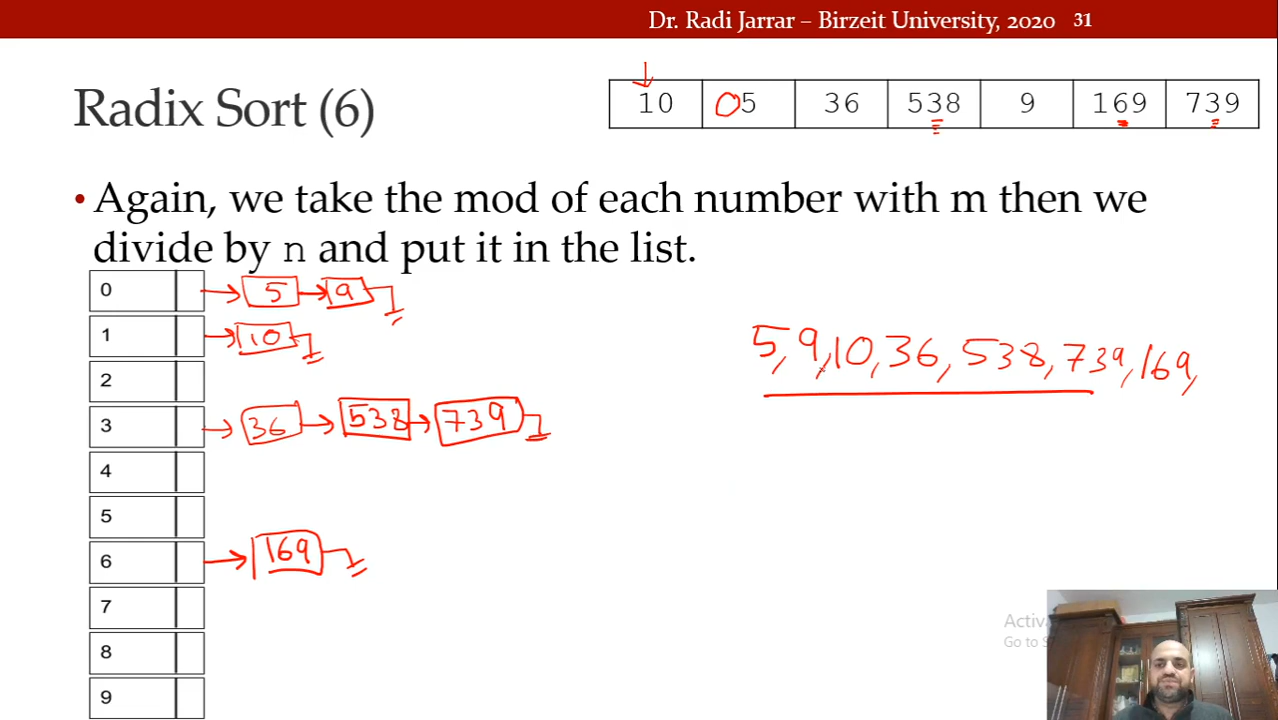 Dr. Radi Jarrar – Birzeit University, 2020 31
Radix Sort (6)
10 05 36 538 9 169 739
• Again, we take the mod of each number with m then we
divide by n and put it in the list.
0 5 9
1 10
2
3 36 538 739
4
5
6 169
7
8
9
5, 9, 10, 36, 538, 739, 169,
Go to S